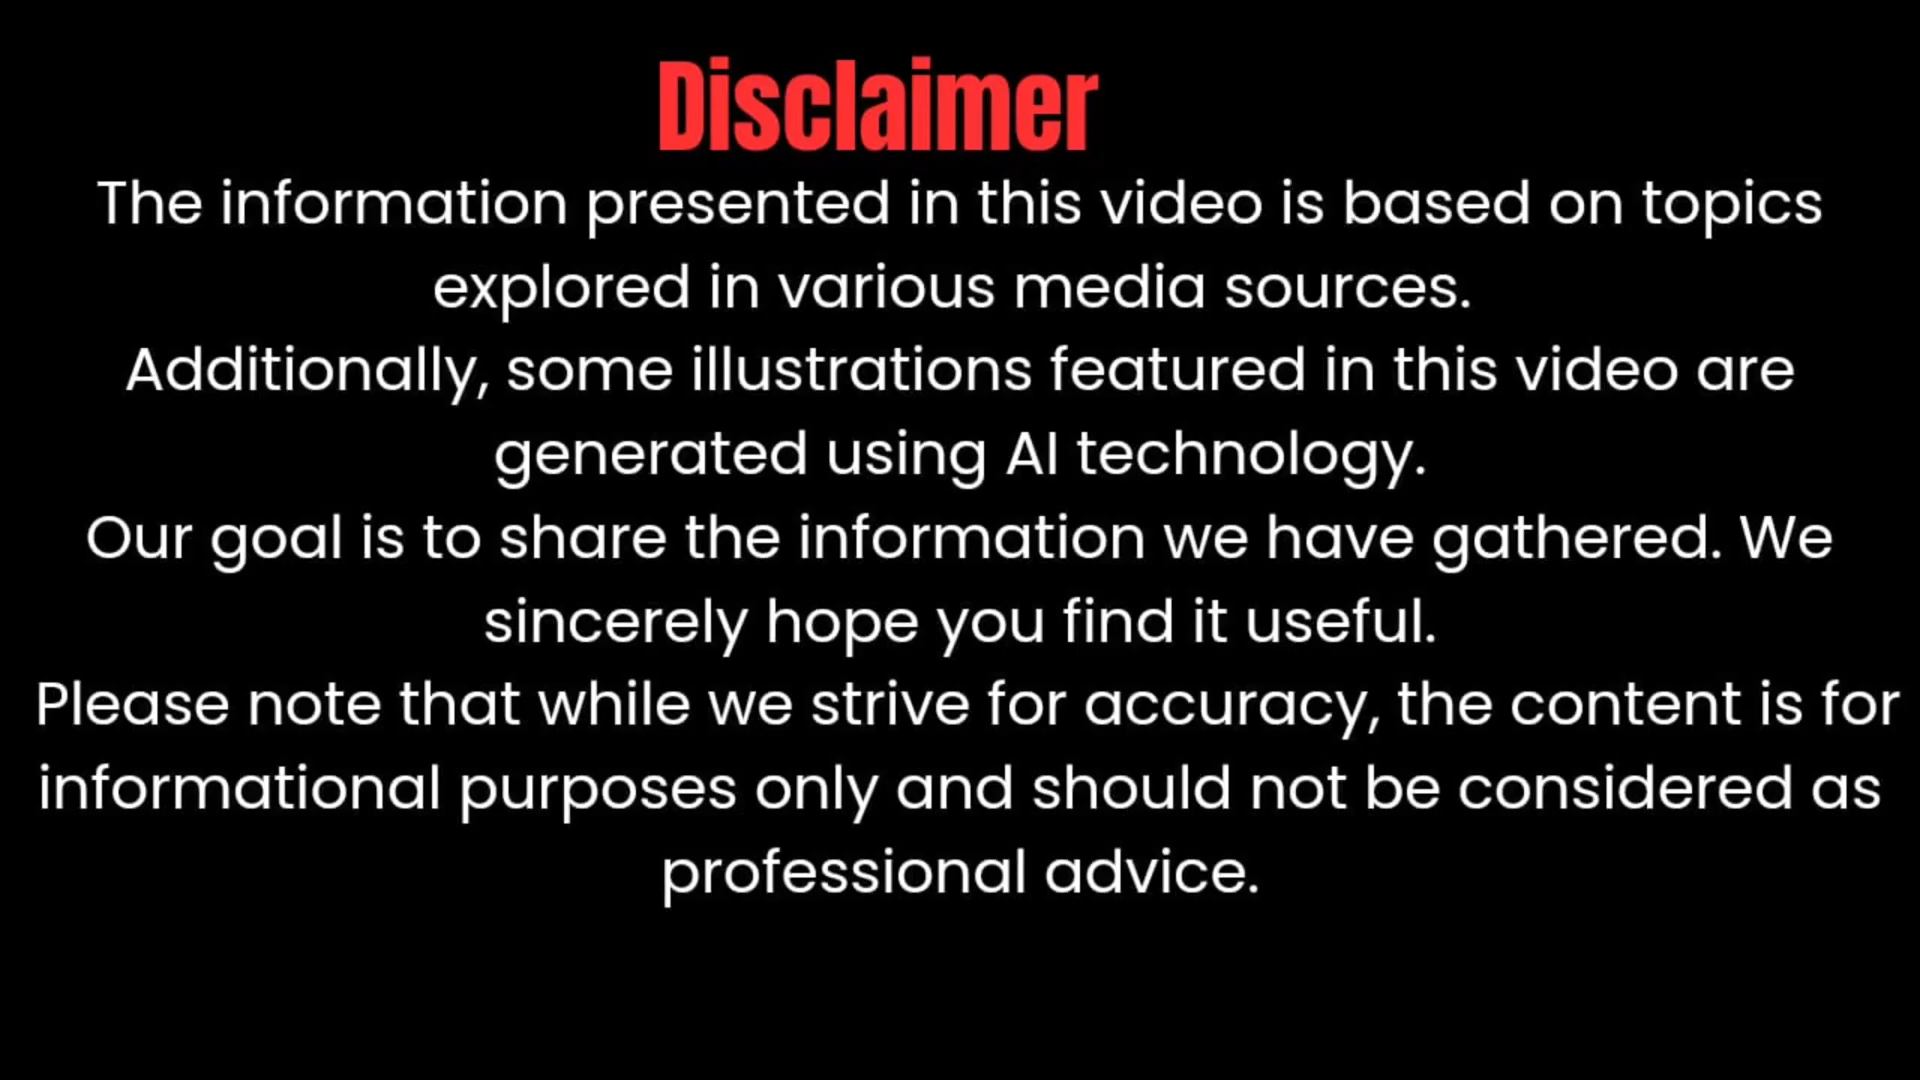 Disclaimer
The information presented in this video is based on topics
explored in various media sources.
Additionally, some illustrations featured in this video are
generated using AI technology.
Our goal is to share the information we have gathered. We
sincerely hope you find it useful.
Please note that while we strive for accuracy, the content is for
informational purposes only and should not be considered as
professional advice.